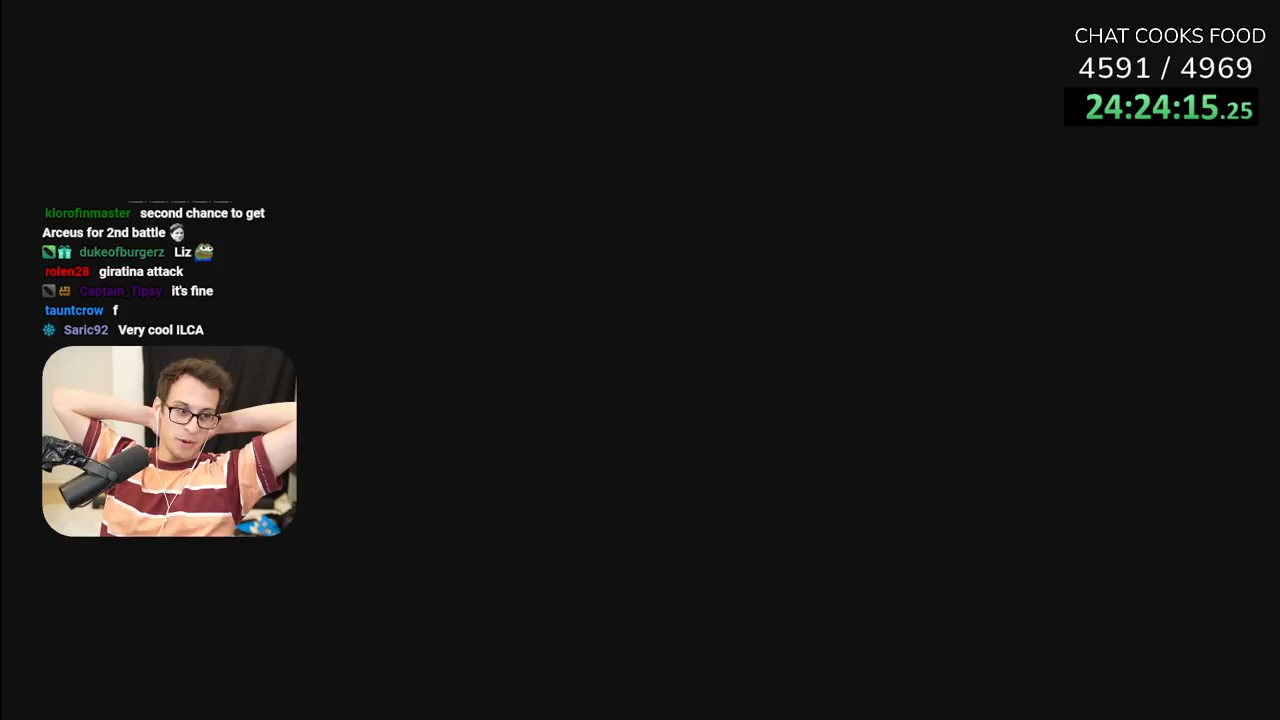 CHAT COOKS FOOD
4591 / 4969
24:24:15.25
klorofinmaster second chance to get
Arceus for 2nd battle
dukeofburgerz Liz
rolen28 giratina attack
Captain_Tipsy it's fine
tauntcrow f
Saric92 Very cool ILCA